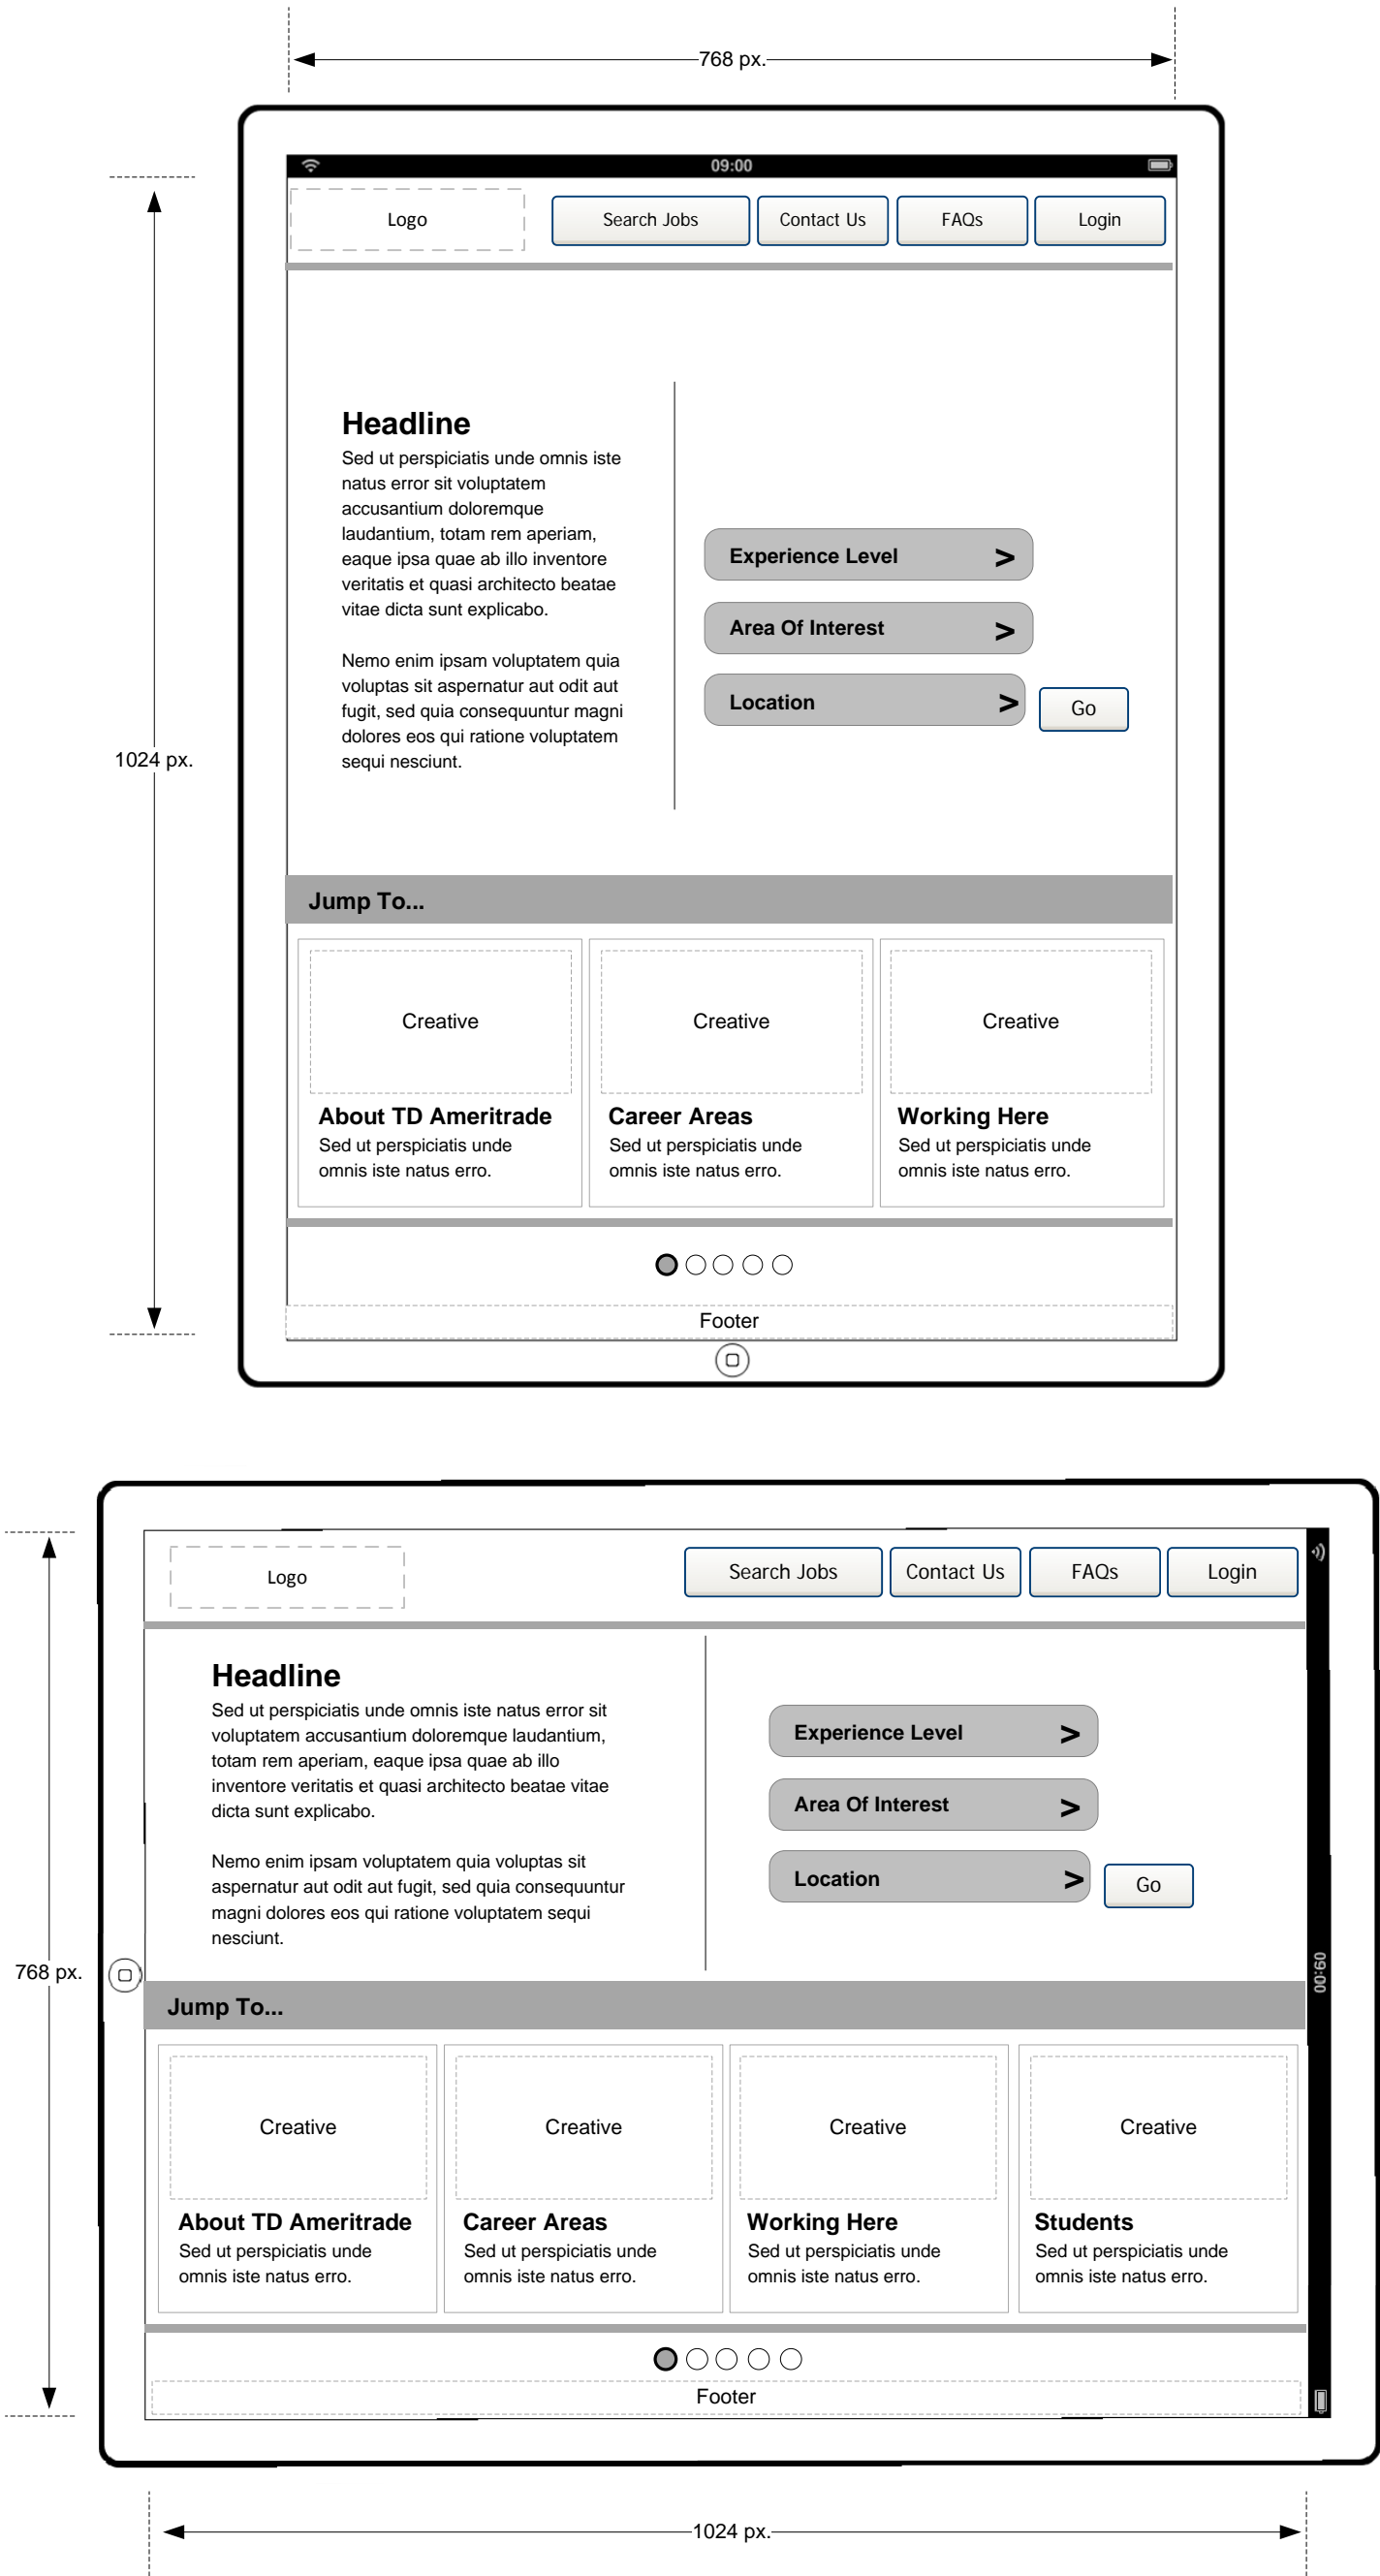 768 px.
09:00
Logo
Search Jobs
Contact Us
FAQs
Login
1024 px.
Headline
Sed ut perspiciatis unde omnis iste
natus error sit voluptatem
accusantium doloremque
laudantium, totam rem aperiam,
eaque ipsa quae ab illo inventore
veritatis et quasi architecto beatae
vitae dicta sunt explicabo.
Nemo enim ipsam voluptatem quia
voluptas sit aspernatur aut odit aut
fugit, sed quia consequuntur magni
dolores eos qui ratione voluptatem
sequi nesciunt.
Experience Level >
Area Of Interest >
Location >
Go
Jump To...
Creative
About TD Ameritrade
Sed ut perspiciatis unde
omnis iste natus erro.
Creative
Career Areas
Sed ut perspiciatis unde
omnis iste natus erro.
Creative
Working Here
Sed ut perspiciatis unde
omnis iste natus erro.
Footer
Logo
Search Jobs
Contact Us
FAQs
Login
768 px.
Headline
Sed ut perspiciatis unde omnis iste natus error sit
voluptatem accusantium doloremque laudantium,
totam rem aperiam, eaque ipsa quae ab illo
inventore veritatis et quasi architecto beatae vitae
dicta sunt explicabo.
Nemo enim ipsam voluptatem quia voluptas sit
aspernatur aut odit aut fugit, sed quia consequuntur
magni dolores eos qui ratione voluptatem sequi
nesciunt.
Experience Level >
Area Of Interest >
Location >
Go
09:00
Jump To...
Creative
About TD Ameritrade
Sed ut perspiciatis unde
omnis iste natus erro.
Creative
Career Areas
Sed ut perspiciatis unde
omnis iste natus erro.
Creative
Working Here
Sed ut perspiciatis unde
omnis iste natus erro.
Creative
Students
Sed ut perspiciatis unde
omnis iste natus erro.
Footer
1024 px.